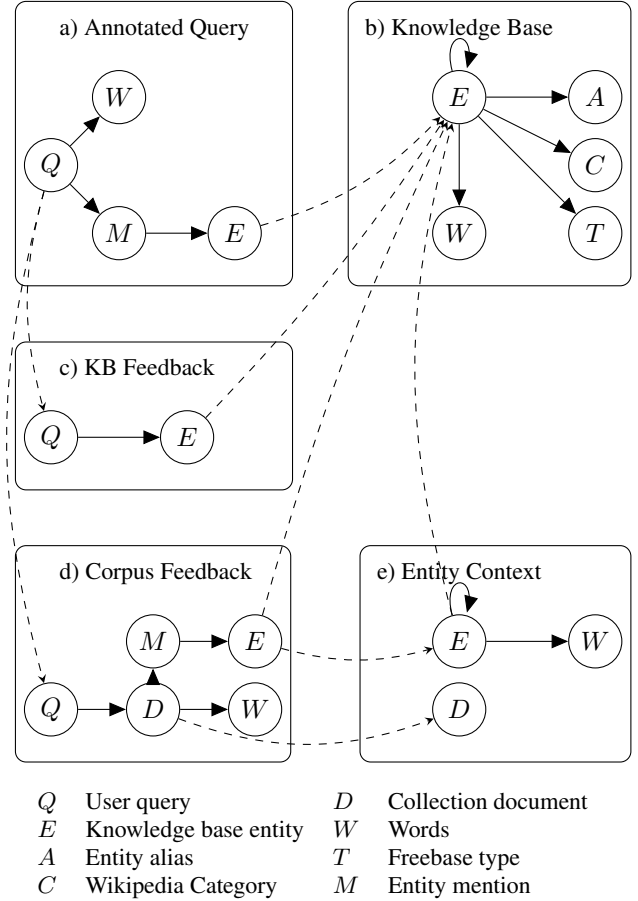 a) Annotated Query
W
Q
M E
b) Knowledge Base
E A
C
W T
c) KB Feedback
Q E
d) Corpus Feedback
M E
Q D W
e) Entity Context
E W
D
Q User query D Collection document
E Knowledge base entity W Words
A Entity alias T Freebase type
C Wikipedia Category M Entity mention